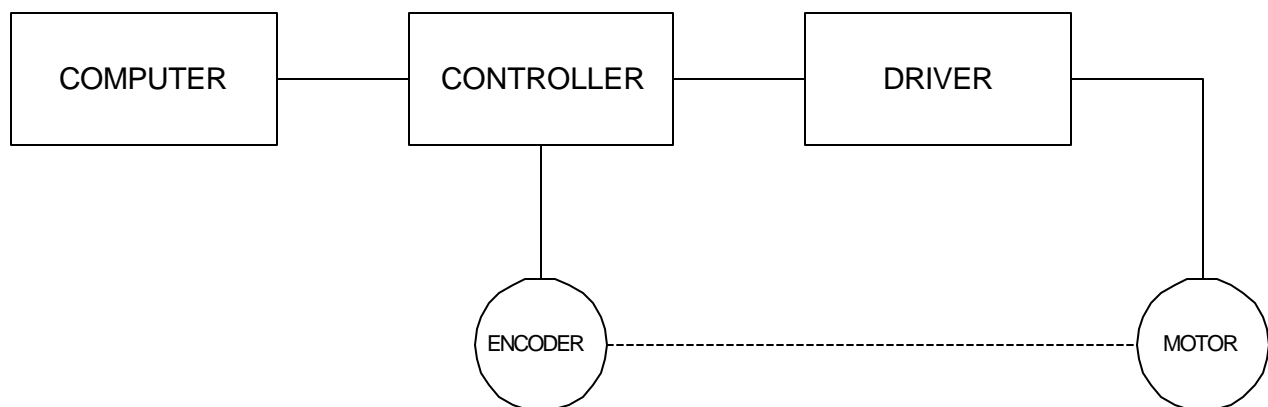 COMPUTER
CONTROLLER
DRIVER
ENCODER
MOTOR